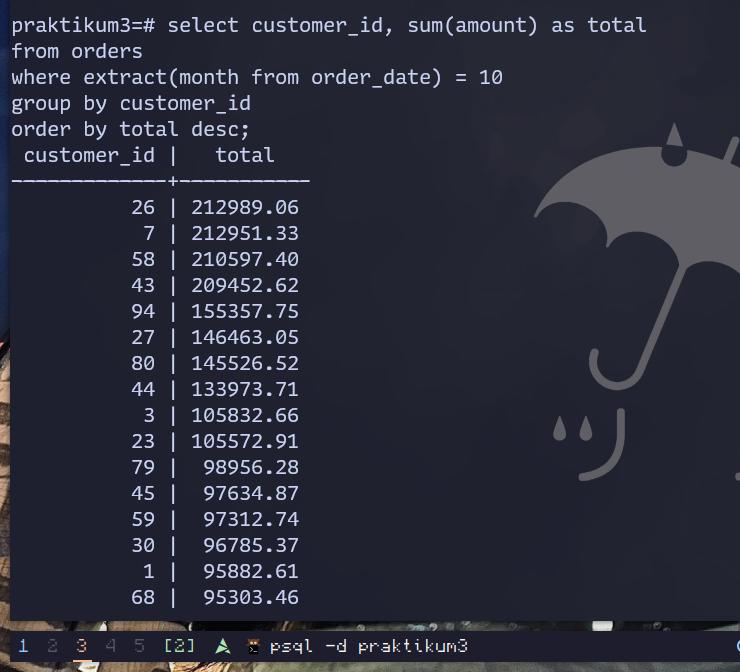 praktikum3=# select customer_id, sum(amount) as total
from orders
where extract(month from order_date) = 10
group by customer_id
order by total desc;
 customer_id |   total
-------------+-----------
          26 | 212989.06
           7 | 212951.33
          58 | 210597.40
          43 | 209452.62
          94 | 155357.75
          27 | 146463.05
          80 | 145526.52
          44 | 133973.71
           3 | 105832.66
          23 | 105572.91
          79 |  98956.28
          45 |  97634.87
          59 |  97312.74
          30 |  96785.37
           1 |  95882.61
          68 |  95303.46
1 2 3 4 5 [2] psql -d praktikum3